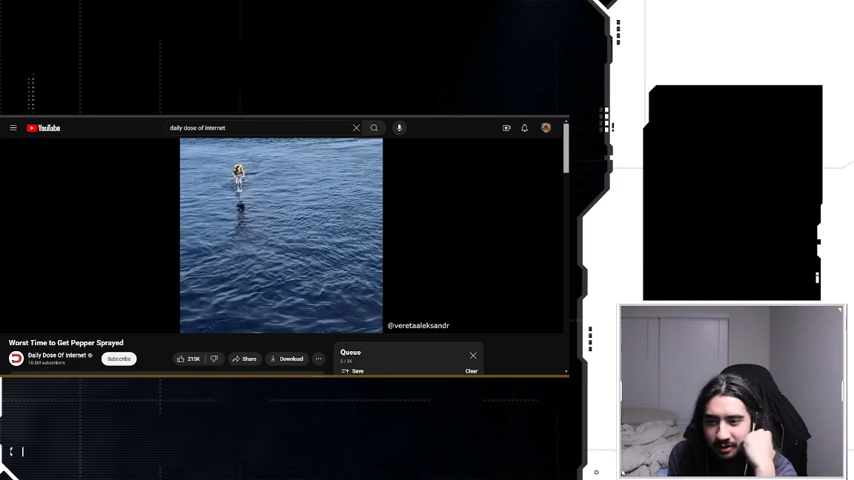 YouTube
daily dose of internet
@veretaaleksandr
Worst Time to Get Pepper Sprayed
Daily Dose Of Internet
Subscribe
215K
Share
Download
Queue
Save
Clear